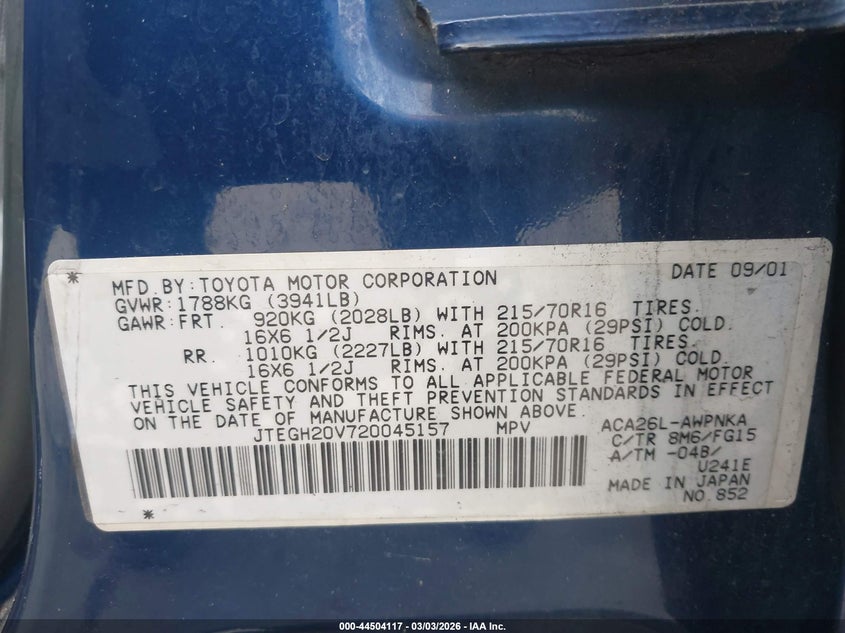 * MFD.BY:TOYOTA MOTOR CORPORATION DATE 09/01
GVWR:1788KG (3941LB)
GAWR:FRT. 920KG (2028LB) WITH 215/70R16 TIRES.
16X6 1/2J RIMS. AT 200KPA (29PSI) COLD.
RR. 1010KG (2227LB) WITH 215/70R16 TIRES.
16X6 1/2J RIMS. AT 200KPA (29PSI) COLD.
THIS VEHICLE CONFORMS TO ALL APPLICABLE FEDERAL MOTOR
VEHICLE SAFETY AND THEFT PREVENTION STANDARDS IN EFFECT
ON THE DATE OF MANUFACTURE SHOWN ABOVE.
JTEGH20V720045157 MPV ACA26L-AWPNKA
C/TR 8M6/FG15
A/TM -04B/
U241E
MADE IN JAPAN
* NO.852
000-44504117 - 03/03/2026 - IAA Inc.